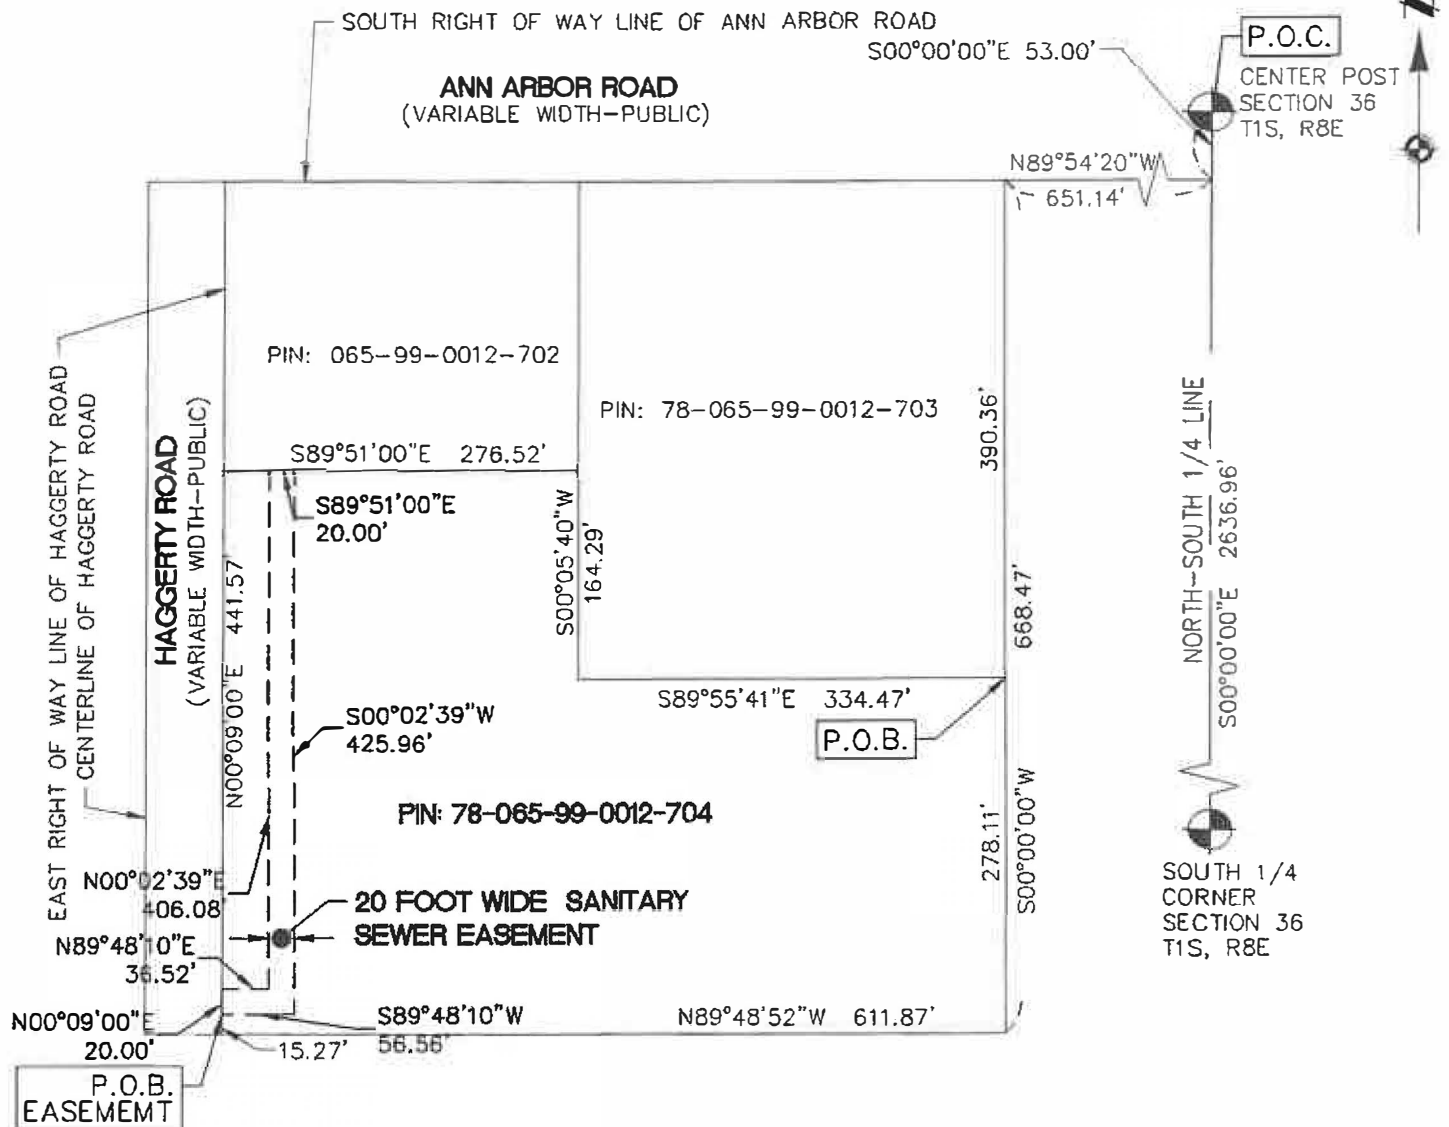 SOUTH RIGHT OF WAY LINE OF ANN ARBOR ROAD
S00°00'00"E 53.00'
P.O.C.
CENTER POST
SECTION 36
T1S, R8E
ANN ARBOR ROAD
(VARIABLE WIDTH-PUBLIC)
N89°54'20"W
651.14'
EAST RIGHT OF WAY LINE OF HAGGERTY ROAD
CENTERLINE OF HAGGERTY ROAD
HAGGERTY ROAD
(VARIABLE WIDTH-PUBLIC)
PIN: 065-99-0012-702
PIN: 78-065-99-0012-703
390.36'
S89°51'00"E 276.52'
S89°51'00"E
20.00'
S00°05'40"W
164.29'
N00°09'00"E 441.57'
668.47'
NORTH-SOUTH 1/4 LINE
S00°00'00"E 2636.96'
S89°55'41"E 334.47'
P.O.B.
S00°02'39"W
425.96'
PIN: 78-065-99-0012-704
278.11'
S00°00'00"W
SOUTH 1/4
CORNER
SECTION 36
T1S, R8E
N00°02'39"E
406.08'
20 FOOT WIDE SANITARY
SEWER EASEMENT
N89°48'10"E
36.52'
N00°09'00"E
20.00'
S89°48'10"W
56.56'
N89°48'52"W 611.87'
15.27'
P.O.B.
EASEMEMT